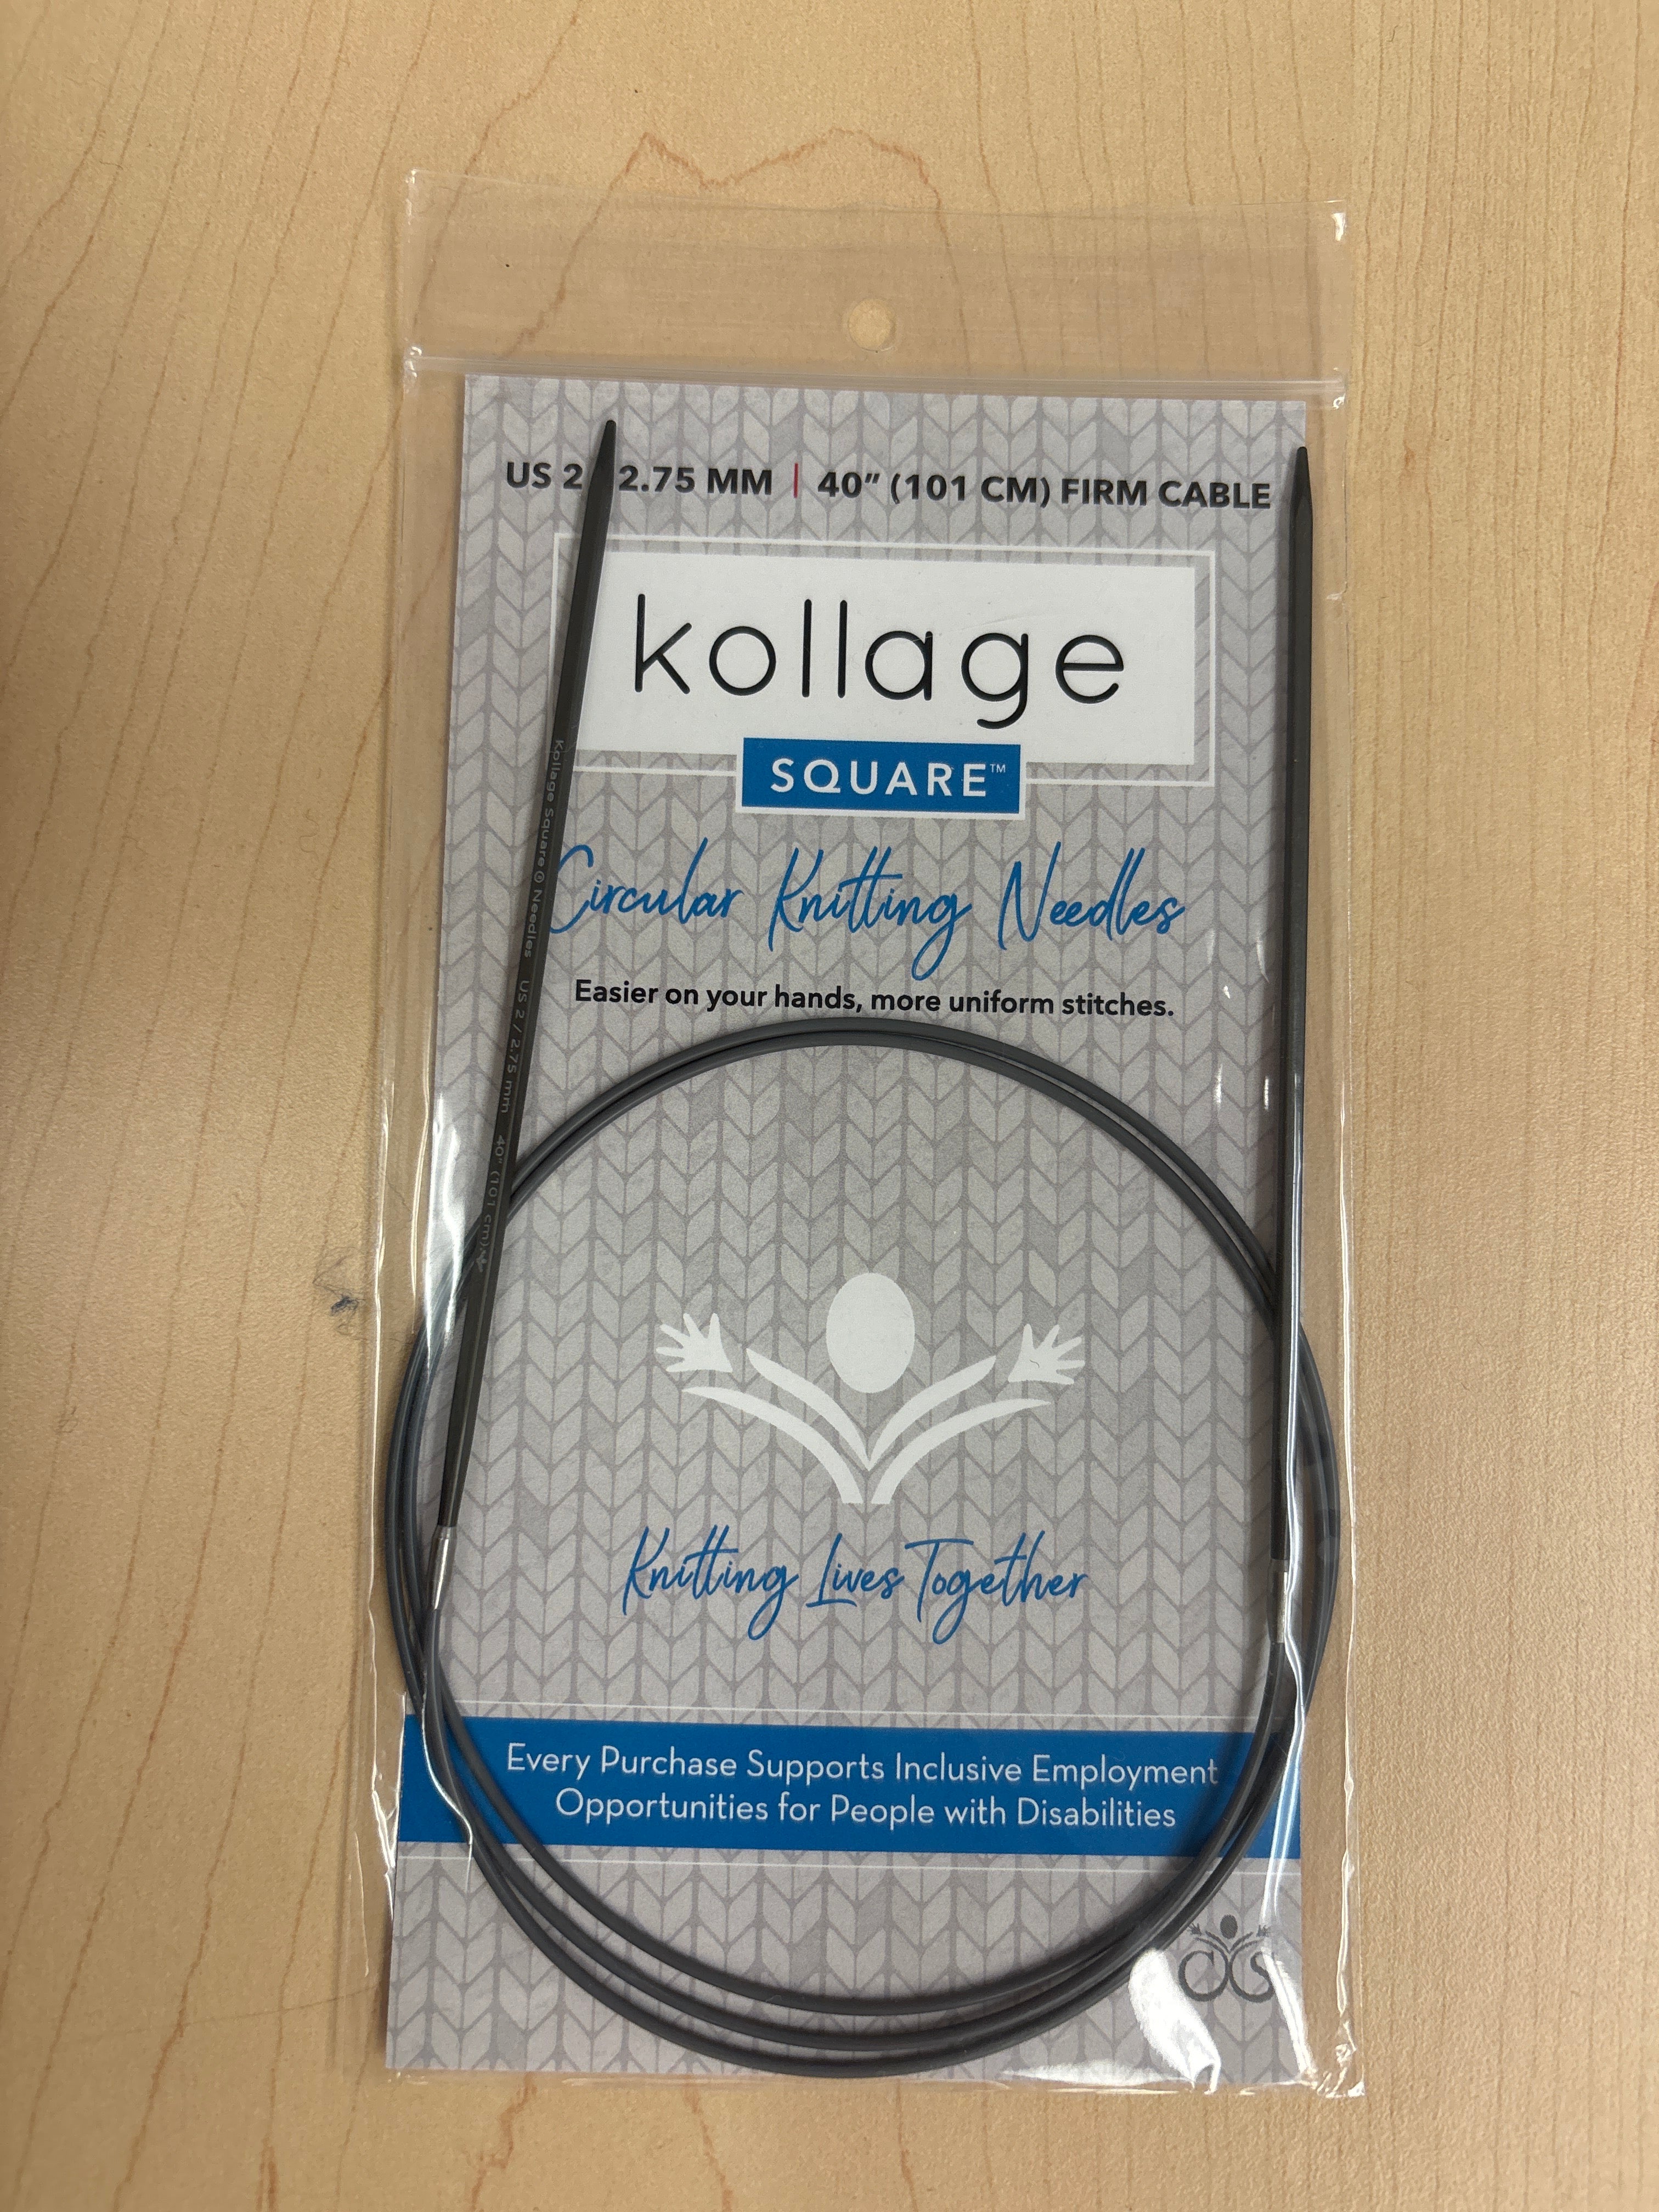 US 2 2.75 MM | 40" (101 CM) FIRM CABLE
kollage
SQUARE™
Circular Knitting Needles
Easier on your hands, more uniform stitches.
Kollage Square Needles US 2 / 2.75 mm 40" (101 cm)
Knitting Lives Together
Every Purchase Supports Inclusive Employment
Opportunities for People with Disabilities